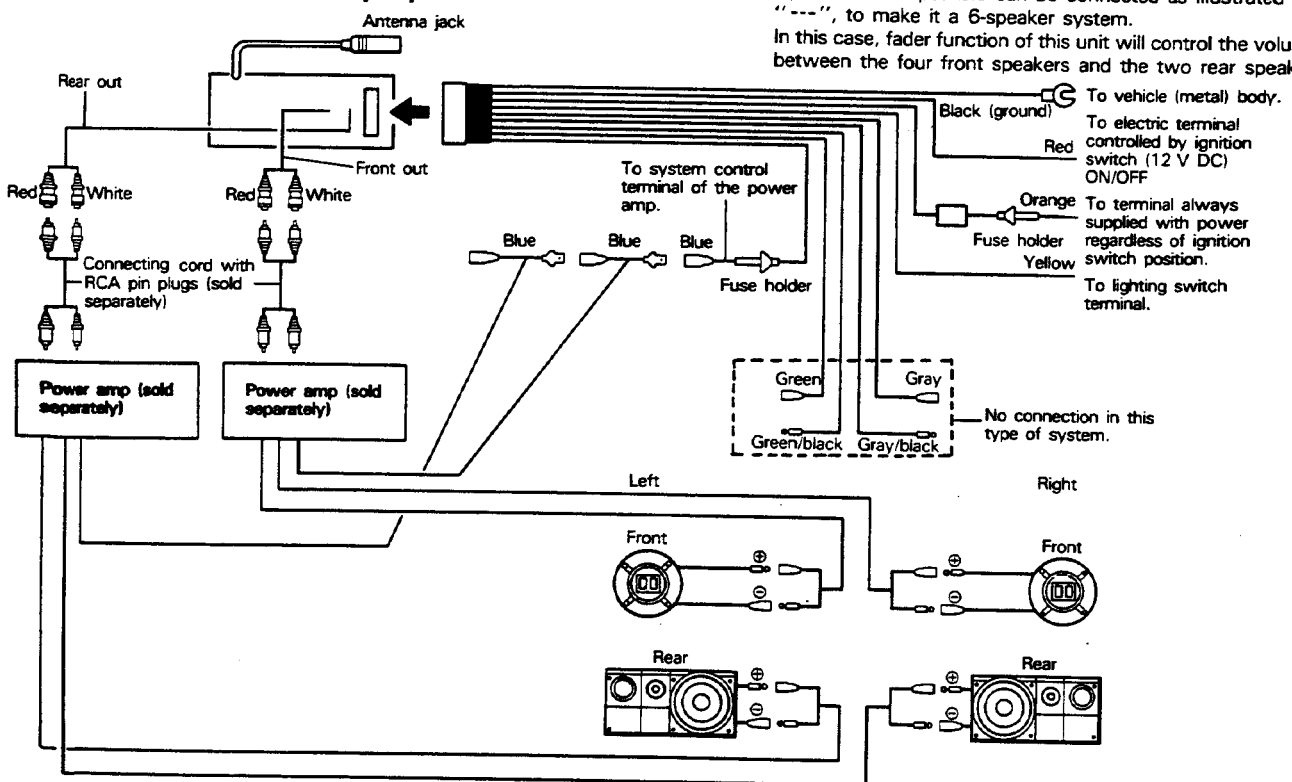 "---", to make it a 6-speaker system.
In this case, fader function of this unit will control the volu
between the four front speakers and the two rear speak
Antenna jack
Rear out
Front out
Red
White
Red
White
Connecting cord with
RCA pin plugs (sold
separately)
Power amp (sold
separately)
Power amp (sold
separately)
To system control
terminal of the power
amp.
Blue
Blue
Blue
Fuse holder
Black (ground)
To vehicle (metal) body.
Red
To electric terminal
controlled by ignition
switch (12 V DC)
ON/OFF
Orange
Fuse holder
To terminal always
supplied with power
regardless of ignition
switch position.
Yellow
To lighting switch
terminal.
Green
Gray
Green/black
Gray/black
No connection in this
type of system.
Left
Right
Front
⊕
⊖
⊕
⊖
Front
Rear
⊕
⊖
⊕
⊖
Rear